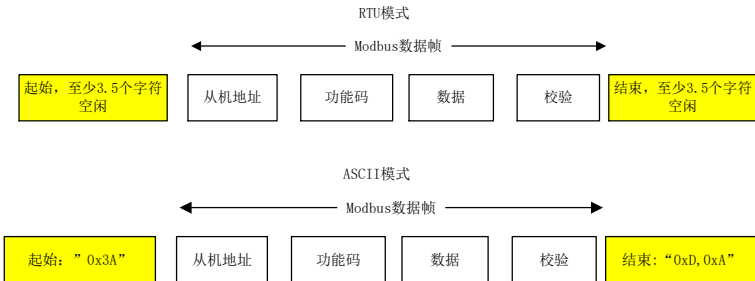 RTU模式
Modbus数据帧
起始，至少3.5个字符
空闲
从机地址
功能码
数据
校验
结束，至少3.5个字符
空闲
ASCII模式
Modbus数据帧
起始：”0x3A”
从机地址
功能码
数据
校验
结束：“0xD,0xA”